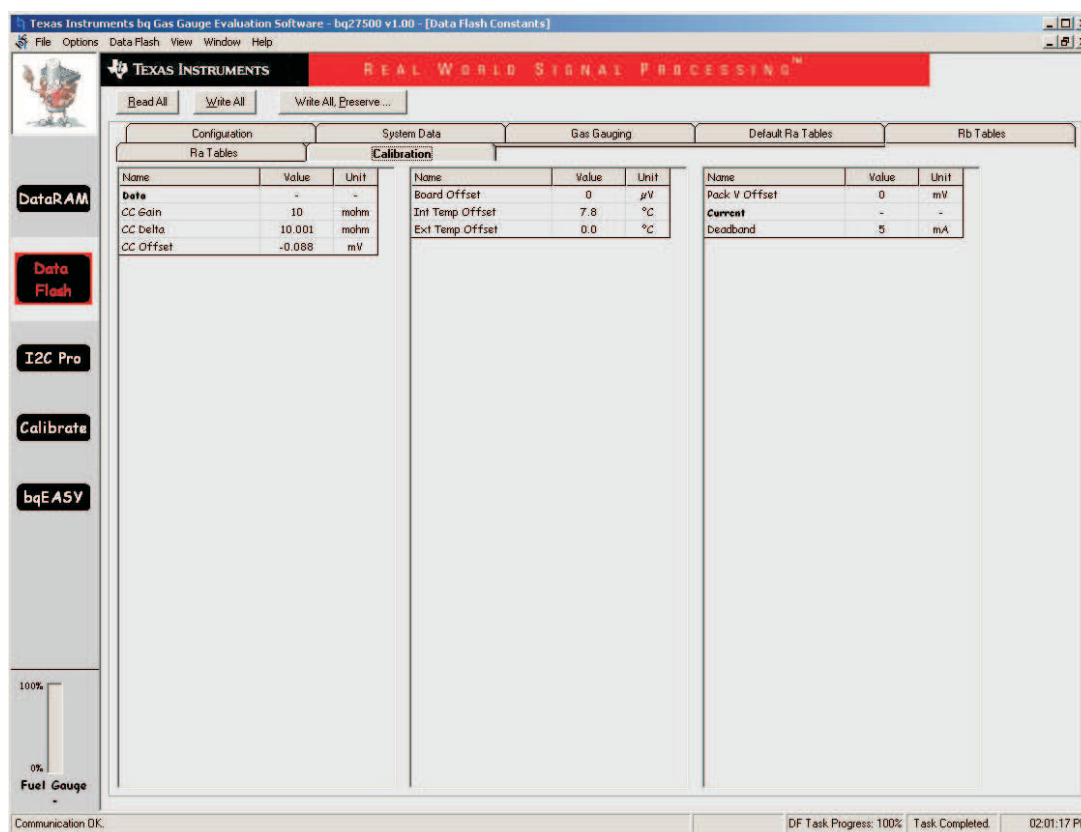 Texas Instruments bq Gas Gauge Evaluation Software - bq27500 v1.00 - [Data Flash Constants]
File Options Data Flash View Window Help
TEXAS INSTRUMENTS REAL WORLD SIGNAL PROCESSING™
Read All Write All Write All, Preserve ...
Configuration System Data Gas Gauging Default Ra Tables Rb Tables
Ra Tables Calibration
Name Value Unit
Data - -
CC Gain 10 mohm
CC Delta 10.001 mohm
CC Offset -0.088 mV
Name Value Unit
Board Offset 0 µV
Int Temp Offset 7.8 °C
Ext Temp Offset 0.0 °C
Name Value Unit
Pack V Offset 0 mV
Current - -
Deadband 5 mA
DataRAM
Data
Flash
I2C Pro
Calibrate
bqEASY
100%
0%
Fuel Gauge
-
Communication OK. DF Task Progress: 100% Task Completed. 02:01:17